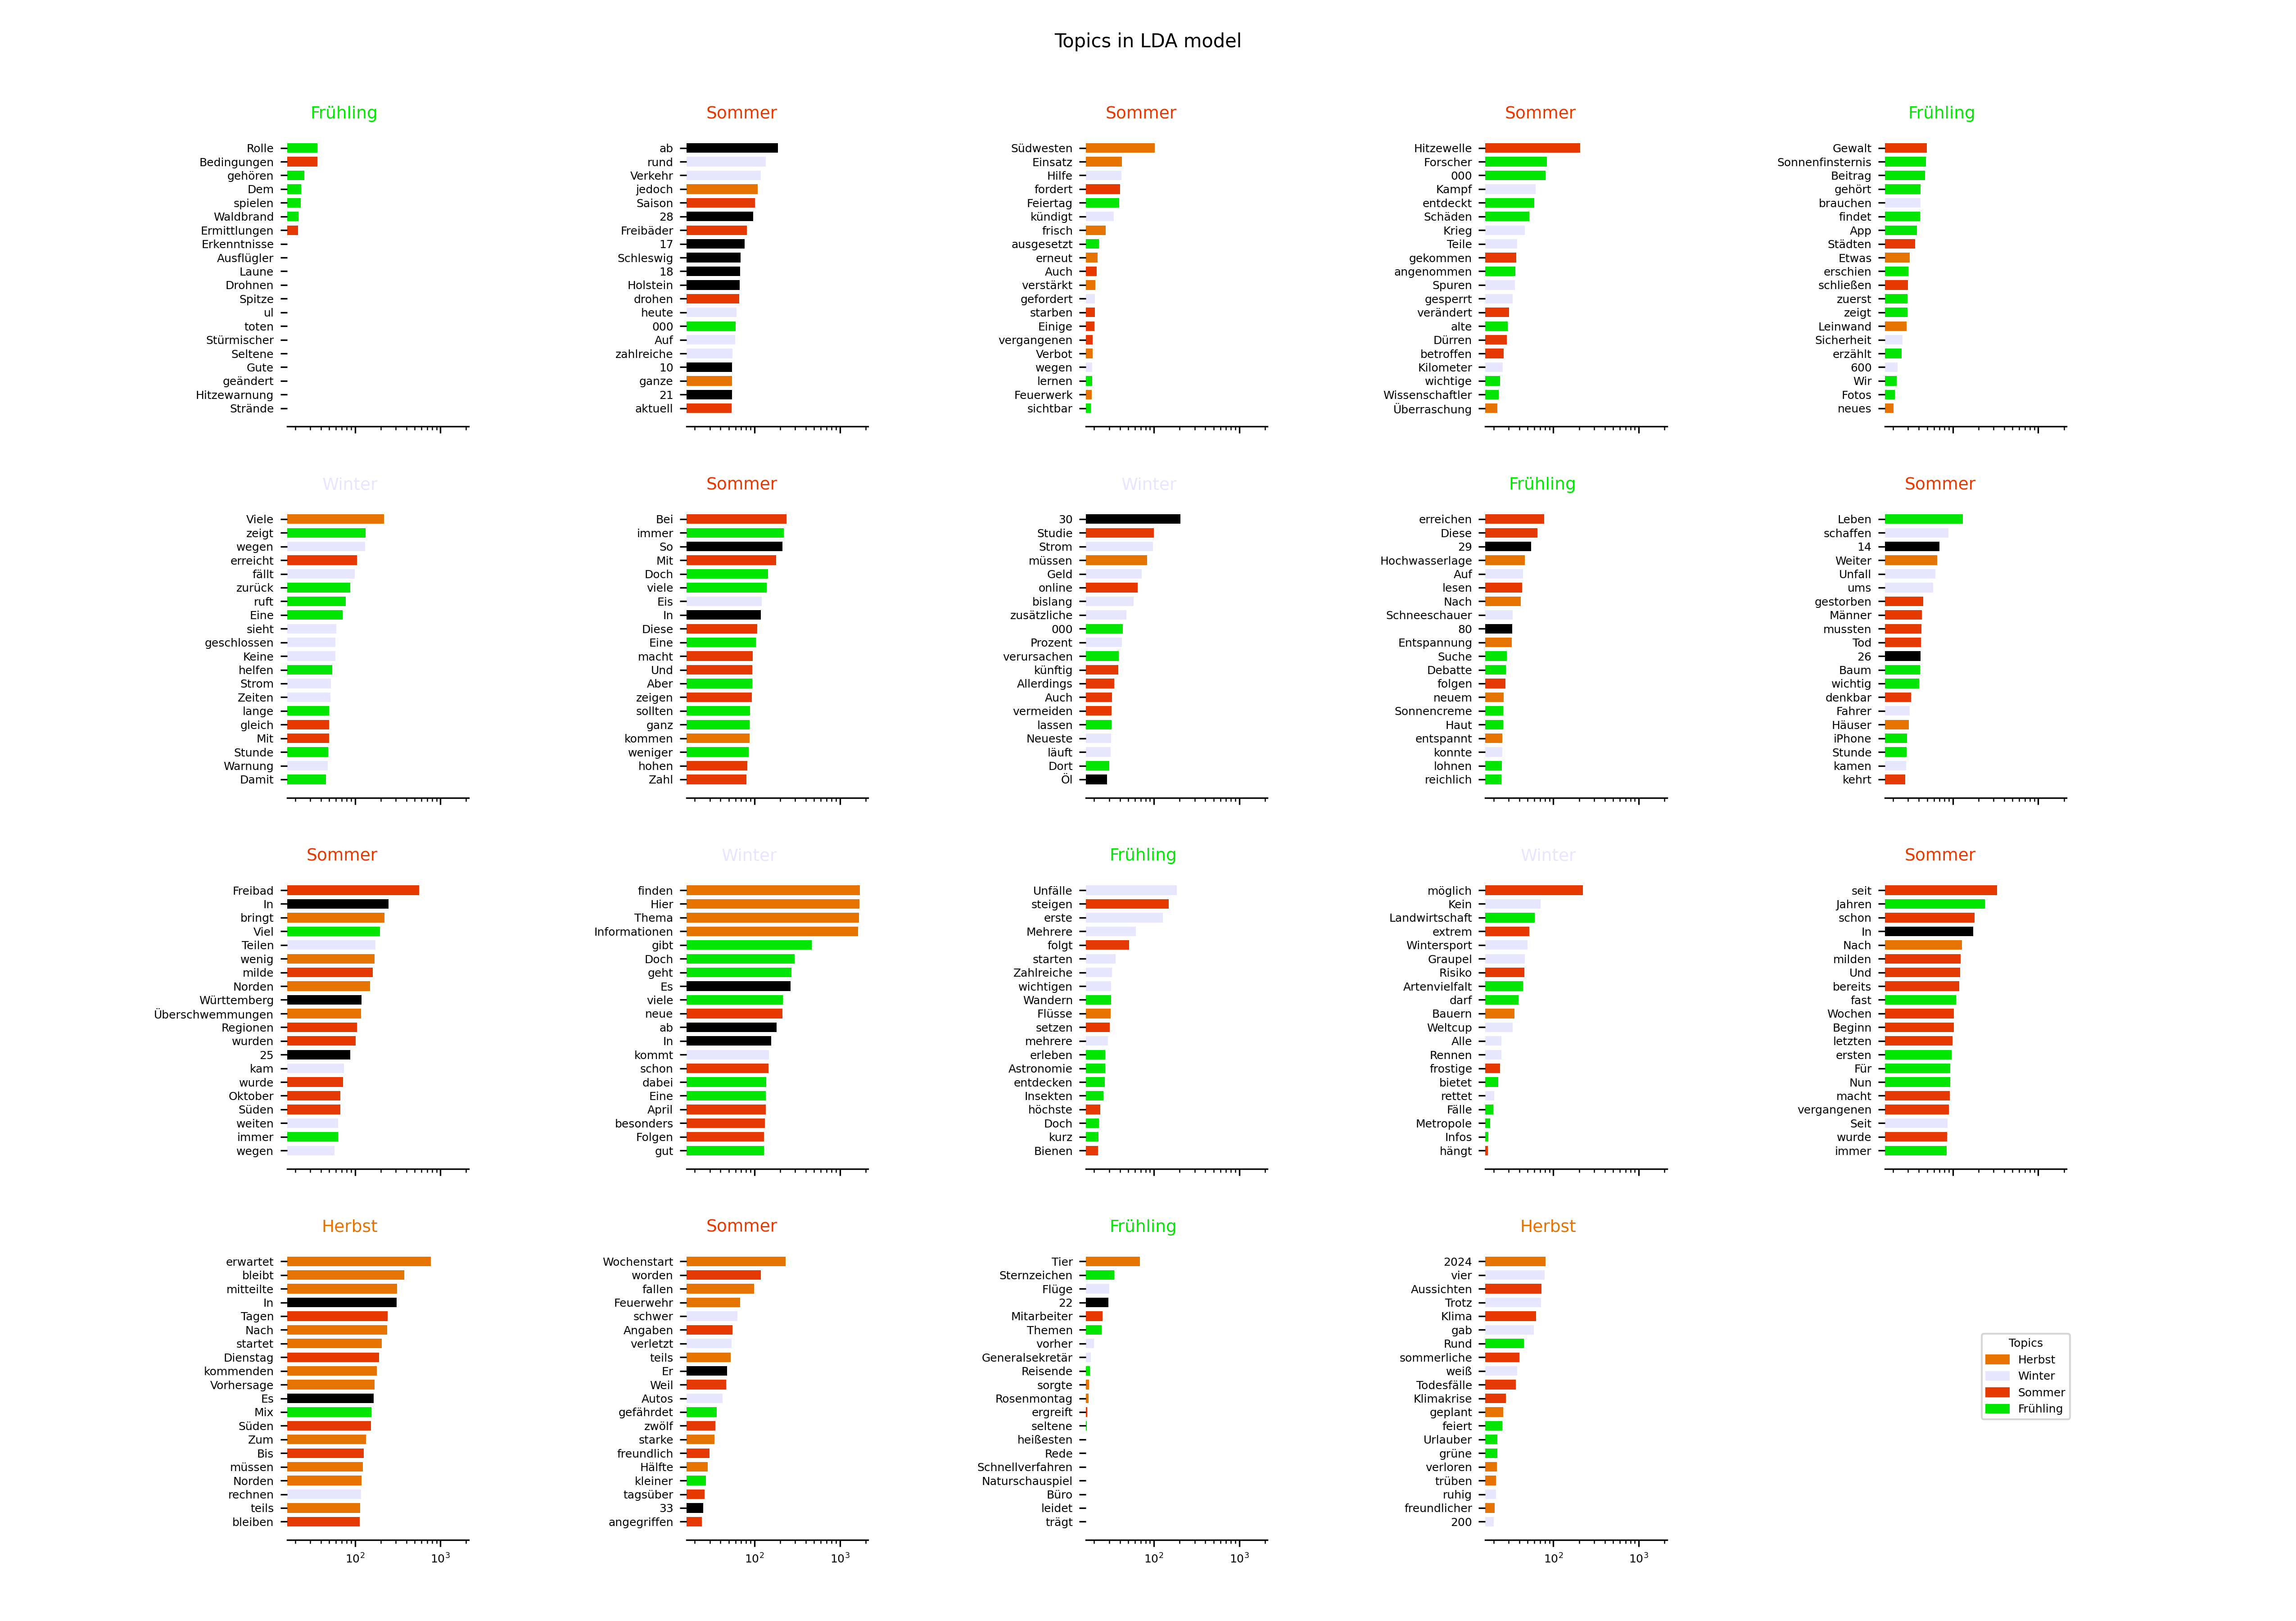 Topics in LDA model
Frühling
Rolle
Bedingungen
gehören
Dem
spielen
Waldbrand
Ermittlungen
Erkenntnisse
Ausflügler
Laune
Drohnen
Spitze
ul
toten
Stürmischer
Seltene
Gute
geändert
Hitzewarnung
Strände
Sommer
ab
rund
Verkehr
jedoch
Saison
28
Freibäder
17
Schleswig
18
Holstein
drohen
heute
000
Auf
zahlreiche
10
ganze
21
aktuell
Sommer
Südwesten
Einsatz
Hilfe
fordert
Feiertag
kündigt
frisch
ausgesetzt
erneut
Auch
verstärkt
gefordert
starben
Einige
vergangenen
Verbot
wegen
lernen
Feuerwerk
sichtbar
Sommer
Hitzewelle
Forscher
000
Kampf
entdeckt
Schäden
Krieg
Teile
gekommen
angenommen
Spuren
gesperrt
verändert
alte
Dürren
betroffen
Kilometer
wichtige
Wissenschaftler
Überraschung
Frühling
Gewalt
Sonnenfinsternis
Beitrag
gehört
brauchen
findet
App
Städten
Etwas
erschien
schließen
zuerst
zeigt
Leinwand
Sicherheit
erzählt
600
Wir
Fotos
neues
Winter
Viele
zeigt
wegen
erreicht
fällt
zurück
ruft
Eine
sieht
geschlossen
Keine
helfen
Strom
Zeiten
lange
gleich
Mit
Stunde
Warnung
Damit
Sommer
Bei
immer
So
Mit
Doch
viele
Eis
In
Diese
Eine
macht
Und
Aber
zeigen
sollten
ganz
kommen
weniger
hohen
Zahl
Winter
30
Studie
Strom
müssen
Geld
online
bislang
zusätzliche
000
Prozent
verursachen
künftig
Allerdings
Auch
vermeiden
lassen
Neueste
läuft
Dort
Öl
Frühling
erreichen
Diese
29
Hochwasserlage
Auf
lesen
Nach
Schneeschauer
80
Entspannung
Suche
Debatte
folgen
neuem
Sonnencreme
Haut
entspannt
konnte
lohnen
reichlich
Sommer
Leben
schaffen
14
Weiter
Unfall
ums
gestorben
Männer
mussten
Tod
26
Baum
wichtig
denkbar
Fahrer
Häuser
iPhone
Stunde
kamen
kehrt
Sommer
Freibad
In
bringt
Viel
Teilen
wenig
milde
Norden
Württemberg
Überschwemmungen
Regionen
wurden
25
kam
wurde
Oktober
Süden
weiten
immer
wegen
Winter
finden
Hier
Thema
Informationen
gibt
Doch
geht
Es
viele
neue
ab
In
kommt
schon
dabei
Eine
April
besonders
Folgen
gut
Frühling
Unfälle
steigen
erste
Mehrere
folgt
starten
Zahlreiche
wichtigen
Wandern
Flüsse
setzen
mehrere
erleben
Astronomie
entdecken
Insekten
höchste
Doch
kurz
Bienen
Winter
möglich
Kein
Landwirtschaft
extrem
Wintersport
Graupel
Risiko
Artenvielfalt
darf
Bauern
Weltcup
Alle
Rennen
frostige
bietet
rettet
Fälle
Metropole
Infos
hängt
Sommer
seit
Jahren
schon
In
Nach
milden
Und
bereits
fast
Wochen
Beginn
letzten
ersten
Für
Nun
macht
vergangenen
Seit
wurde
immer
Herbst
erwartet
bleibt
mitteilte
In
Tagen
Nach
startet
Dienstag
kommenden
Vorhersage
Es
Mix
Süden
Zum
Bis
müssen
Norden
rechnen
teils
bleiben
10² 10³
Sommer
Wochenstart
worden
fallen
Feuerwehr
schwer
Angaben
verletzt
teils
Er
Weil
Autos
gefährdet
zwölf
starke
freundlich
Hälfte
kleiner
tagsüber
33
angegriffen
10² 10³
Frühling
Tier
Sternzeichen
Flüge
22
Mitarbeiter
Themen
vorher
Generalsekretär
Reisende
sorgte
Rosenmontag
ergreift
seltene
heißesten
Rede
Schnellverfahren
Naturschauspiel
Büro
leidet
trägt
10² 10³
Herbst
2024
vier
Aussichten
Trotz
Klima
gab
Rund
sommerliche
weiß
Todesfälle
Klimakrise
geplant
feiert
Urlauber
grüne
verloren
trüben
ruhig
freundlicher
200
10² 10³
Topics
Herbst
Winter
Sommer
Frühling